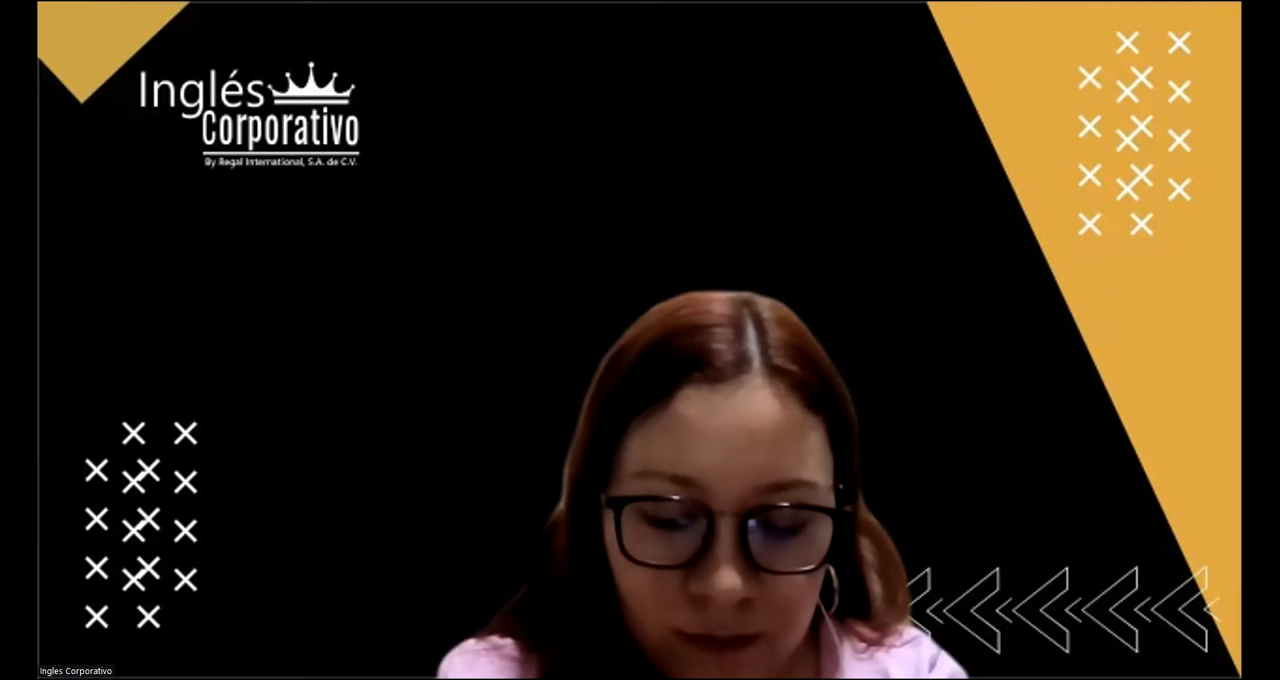 Inglés
Corporativo
By Regal International, S.A. de C.V.
Ingles Corporativo